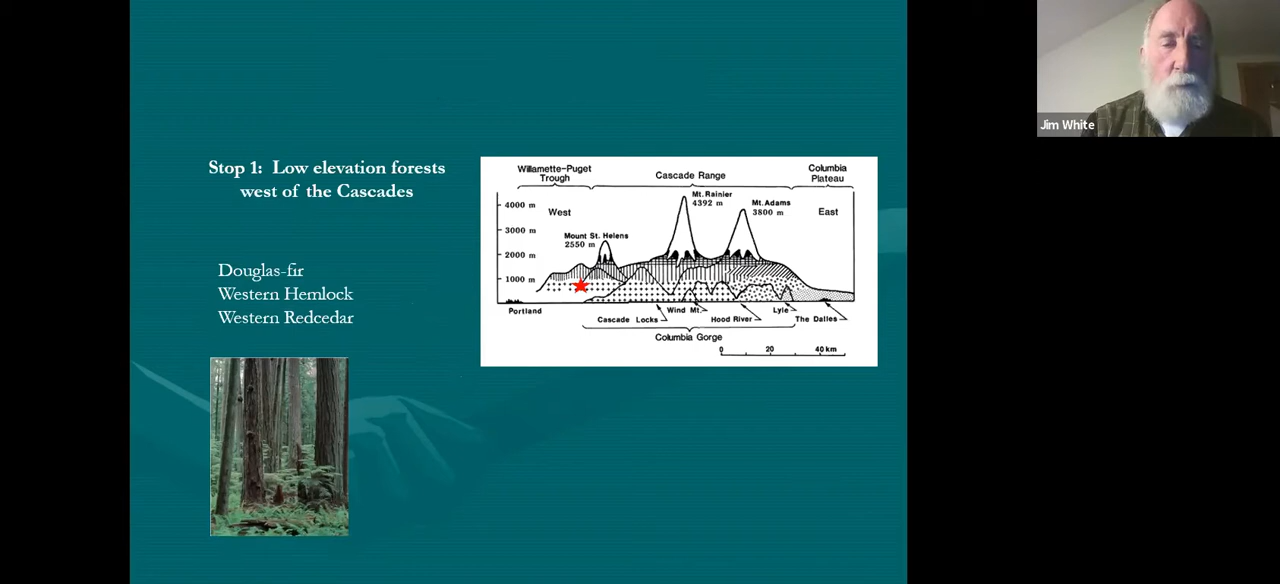 Stop 1: Low elevation forests
west of the Cascades
Douglas-fir
Western Hemlock
Western Redcedar
Willamette-Puget
Trough
Cascade Range
Columbia
Plateau
4000 m
3000 m
2000 m
1000 m
West
East
Mount St. Helens
2550 m
Mt. Rainier
4392 m
Mt. Adams
3800 m
Portland
Cascade Locks
Wind Mt.
Hood River
Lyle
The Dalles
Columbia Gorge
0 20 40 km
Jim White